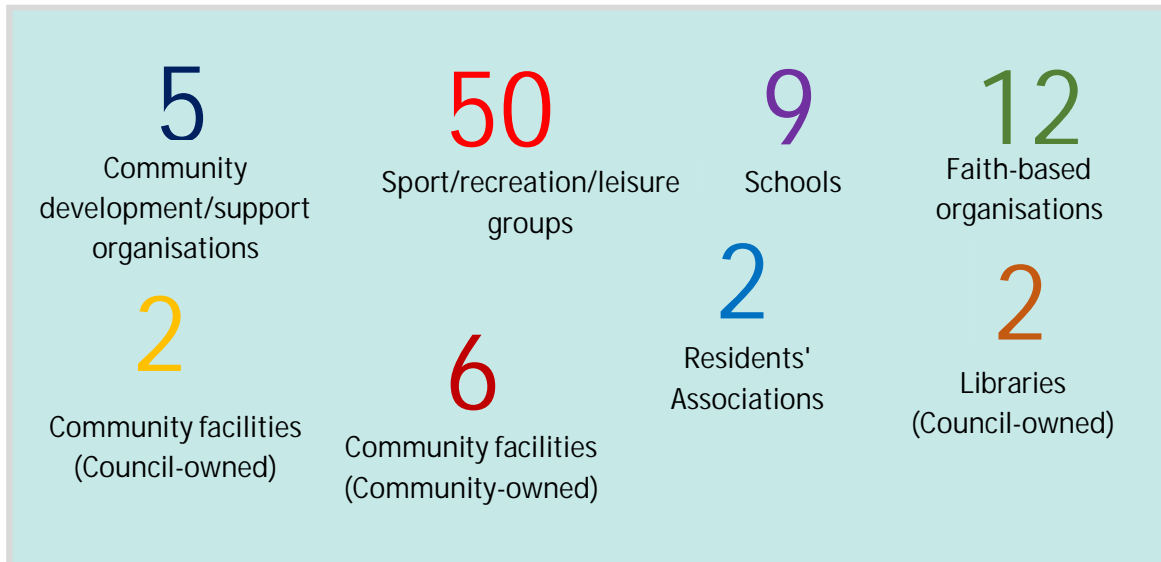 5
Community
development/support
organisations
50
Sport/recreation/leisure
groups
9
Schools
12
Faith-based
organisations
2
Community facilities
(Council-owned)
6
Community facilities
(Community-owned)
2
Residents'
Associations
2
Libraries
(Council-owned)